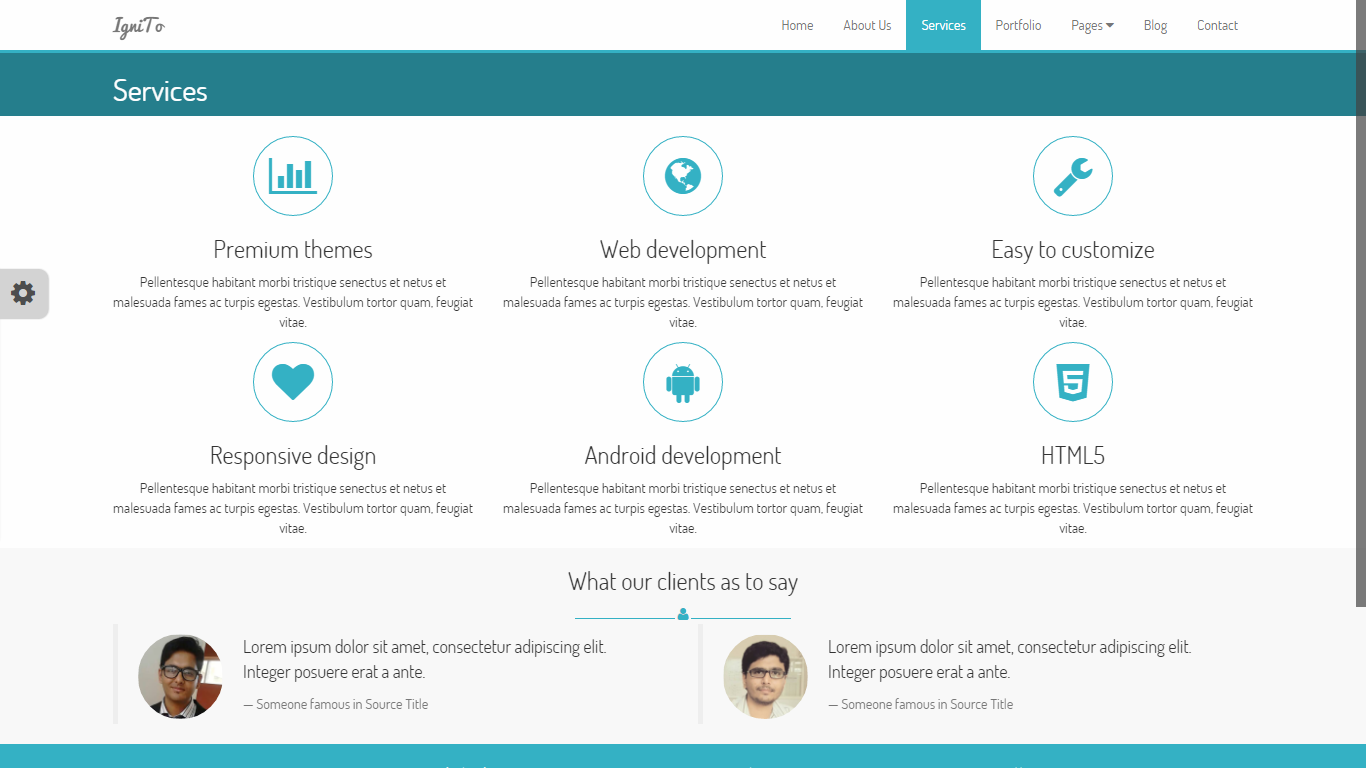 IgniTo
Home About Us Services Portfolio Pages Blog Contact
Services
Premium themes
Pellentesque habitant morbi tristique senectus et netus et
malesuada fames ac turpis egestas. Vestibulum tortor quam, feugiat
vitae.
Web development
Pellentesque habitant morbi tristique senectus et netus et
malesuada fames ac turpis egestas. Vestibulum tortor quam, feugiat
vitae.
Easy to customize
Pellentesque habitant morbi tristique senectus et netus et
malesuada fames ac turpis egestas. Vestibulum tortor quam, feugiat
vitae.
Responsive design
Pellentesque habitant morbi tristique senectus et netus et
malesuada fames ac turpis egestas. Vestibulum tortor quam, feugiat
vitae.
Android development
Pellentesque habitant morbi tristique senectus et netus et
malesuada fames ac turpis egestas. Vestibulum tortor quam, feugiat
vitae.
5
HTML5
Pellentesque habitant morbi tristique senectus et netus et
malesuada fames ac turpis egestas. Vestibulum tortor quam, feugiat
vitae.
What our clients as to say
Lorem ipsum dolor sit amet, consectetur adipiscing elit.
Integer posuere erat a ante.
— Someone famous in Source Title
Lorem ipsum dolor sit amet, consectetur adipiscing elit.
Integer posuere erat a ante.
— Someone famous in Source Title